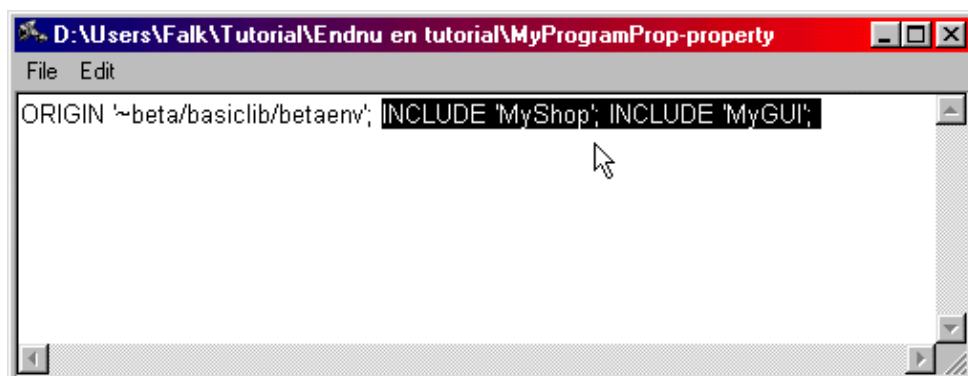 D:\Users\Falk\Tutorial\Endnu en tutorial\MyProgramProp-property
File Edit
ORIGIN '~beta/basiclib/betaenv'; INCLUDE 'MyShop'; INCLUDE 'MyGUI';